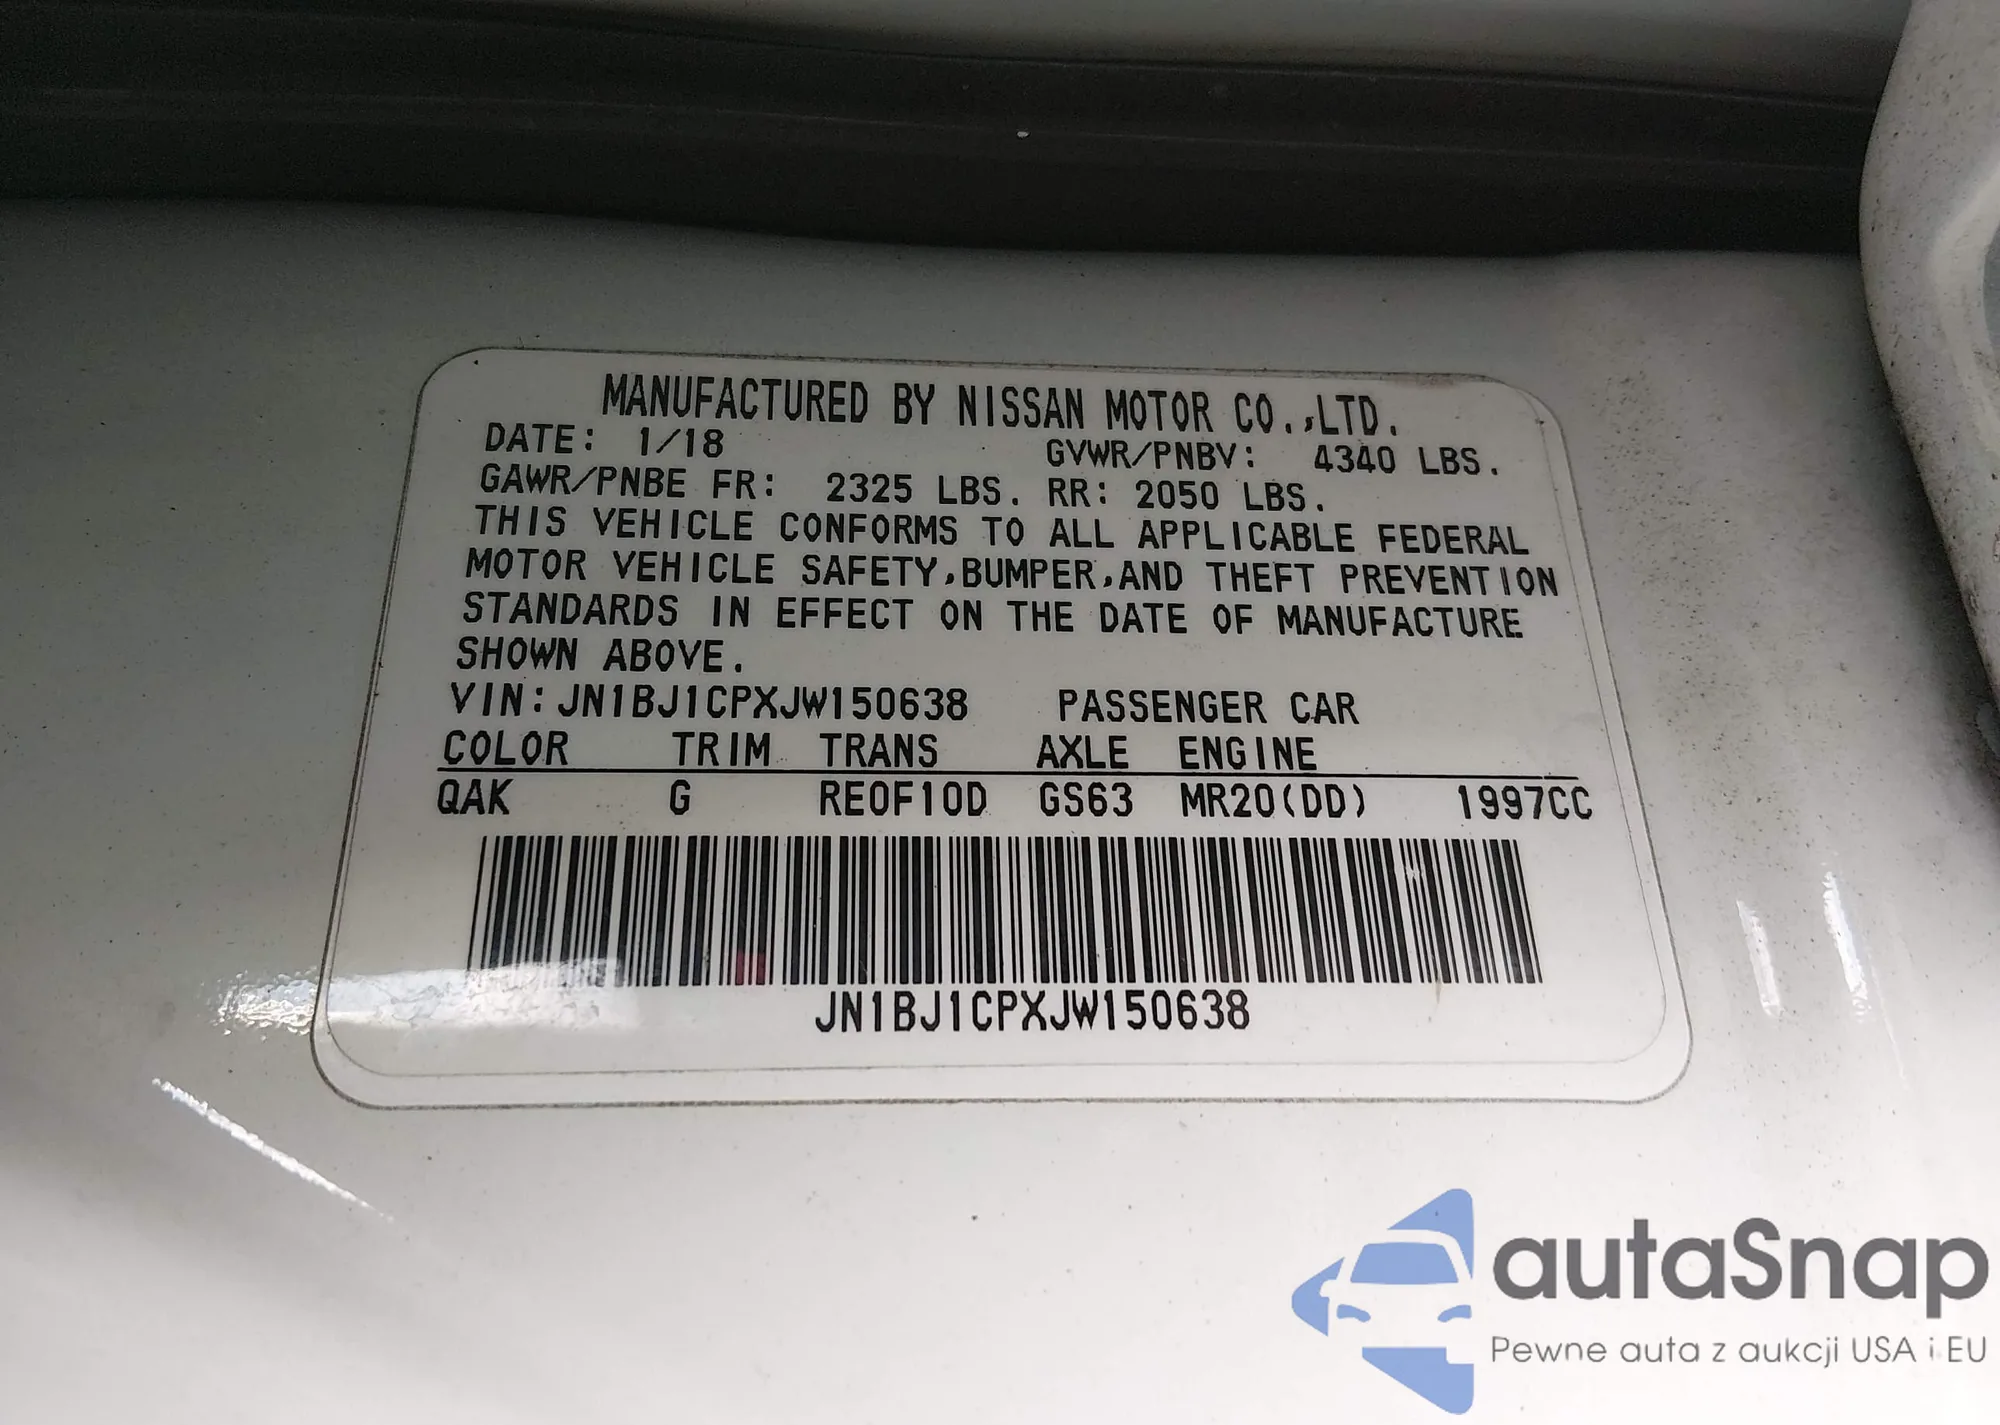 MANUFACTURED BY NISSAN MOTOR CO.,LTD.
DATE: 1/18 GVWR/PNBV: 4340 LBS.
GAWR/PNBE FR: 2325 LBS. RR: 2050 LBS.
THIS VEHICLE CONFORMS TO ALL APPLICABLE FEDERAL
MOTOR VEHICLE SAFETY,BUMPER,AND THEFT PREVENTION
STANDARDS IN EFFECT ON THE DATE OF MANUFACTURE
SHOWN ABOVE.
VIN:JN1BJ1CPXJW150638 PASSENGER CAR
COLOR TRIM TRANS AXLE ENGINE
QAK G RE0F10D GS63 MR20(DD) 1997CC
JN1BJ1CPXJW150638
autaSnap
Pewne auta z aukcji USA i EU